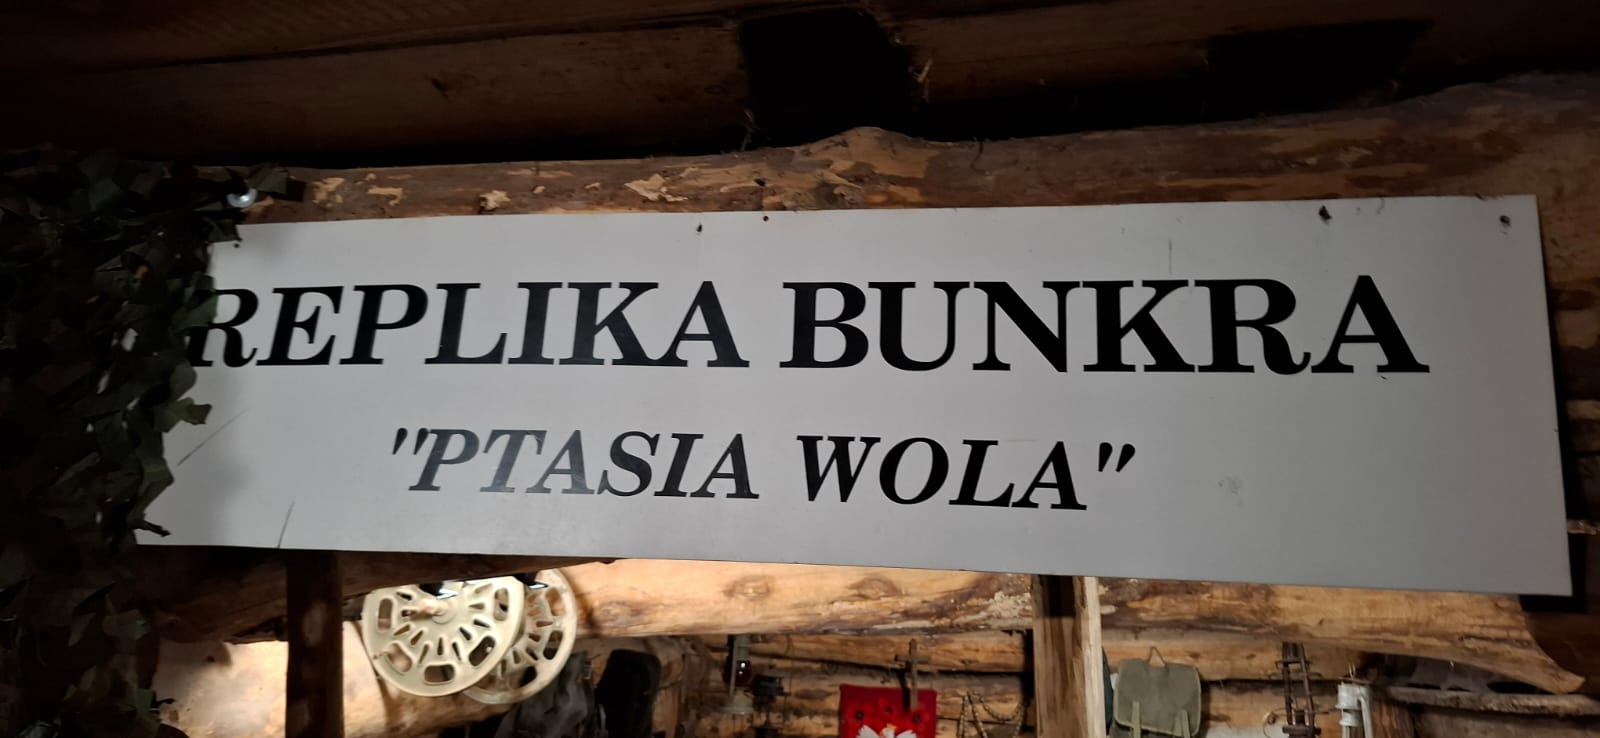 REPLIKA BUNKRA
"PTASIA WOLA"